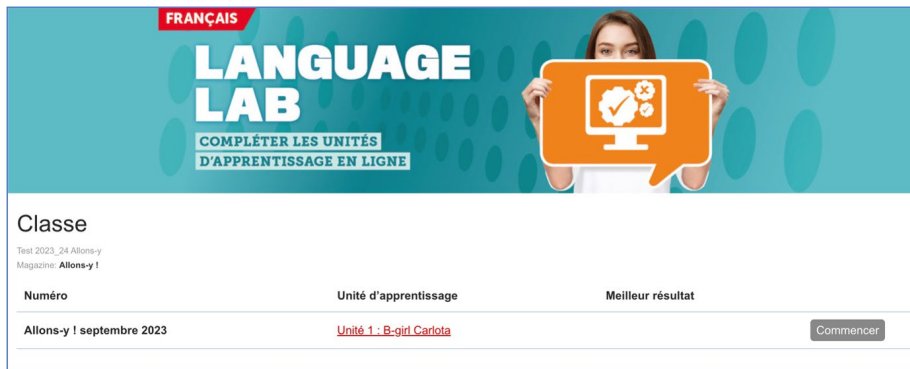 FRANÇAIS
LANGUAGE
LAB
COMPLÉTER LES UNITÉS
D'APPRENTISSAGE EN LIGNE
Classe
Test 2023_24 Allons-y
Magazine: Allons-y !
Numéro Unité d'apprentissage Meilleur résultat
Allons-y ! septembre 2023 Unité 1 : B-girl Carlota Commencer